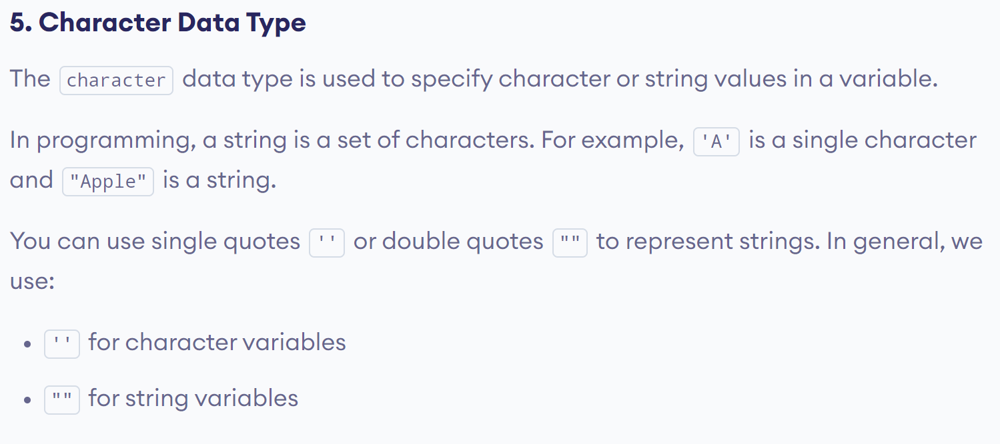 5. Character Data Type
The character data type is used to specify character or string values in a variable.
In programming, a string is a set of characters. For example, 'A' is a single character
and "Apple" is a string.
You can use single quotes '' or double quotes "" to represent strings. In general, we
use:
• '' for character variables
• "" for string variables